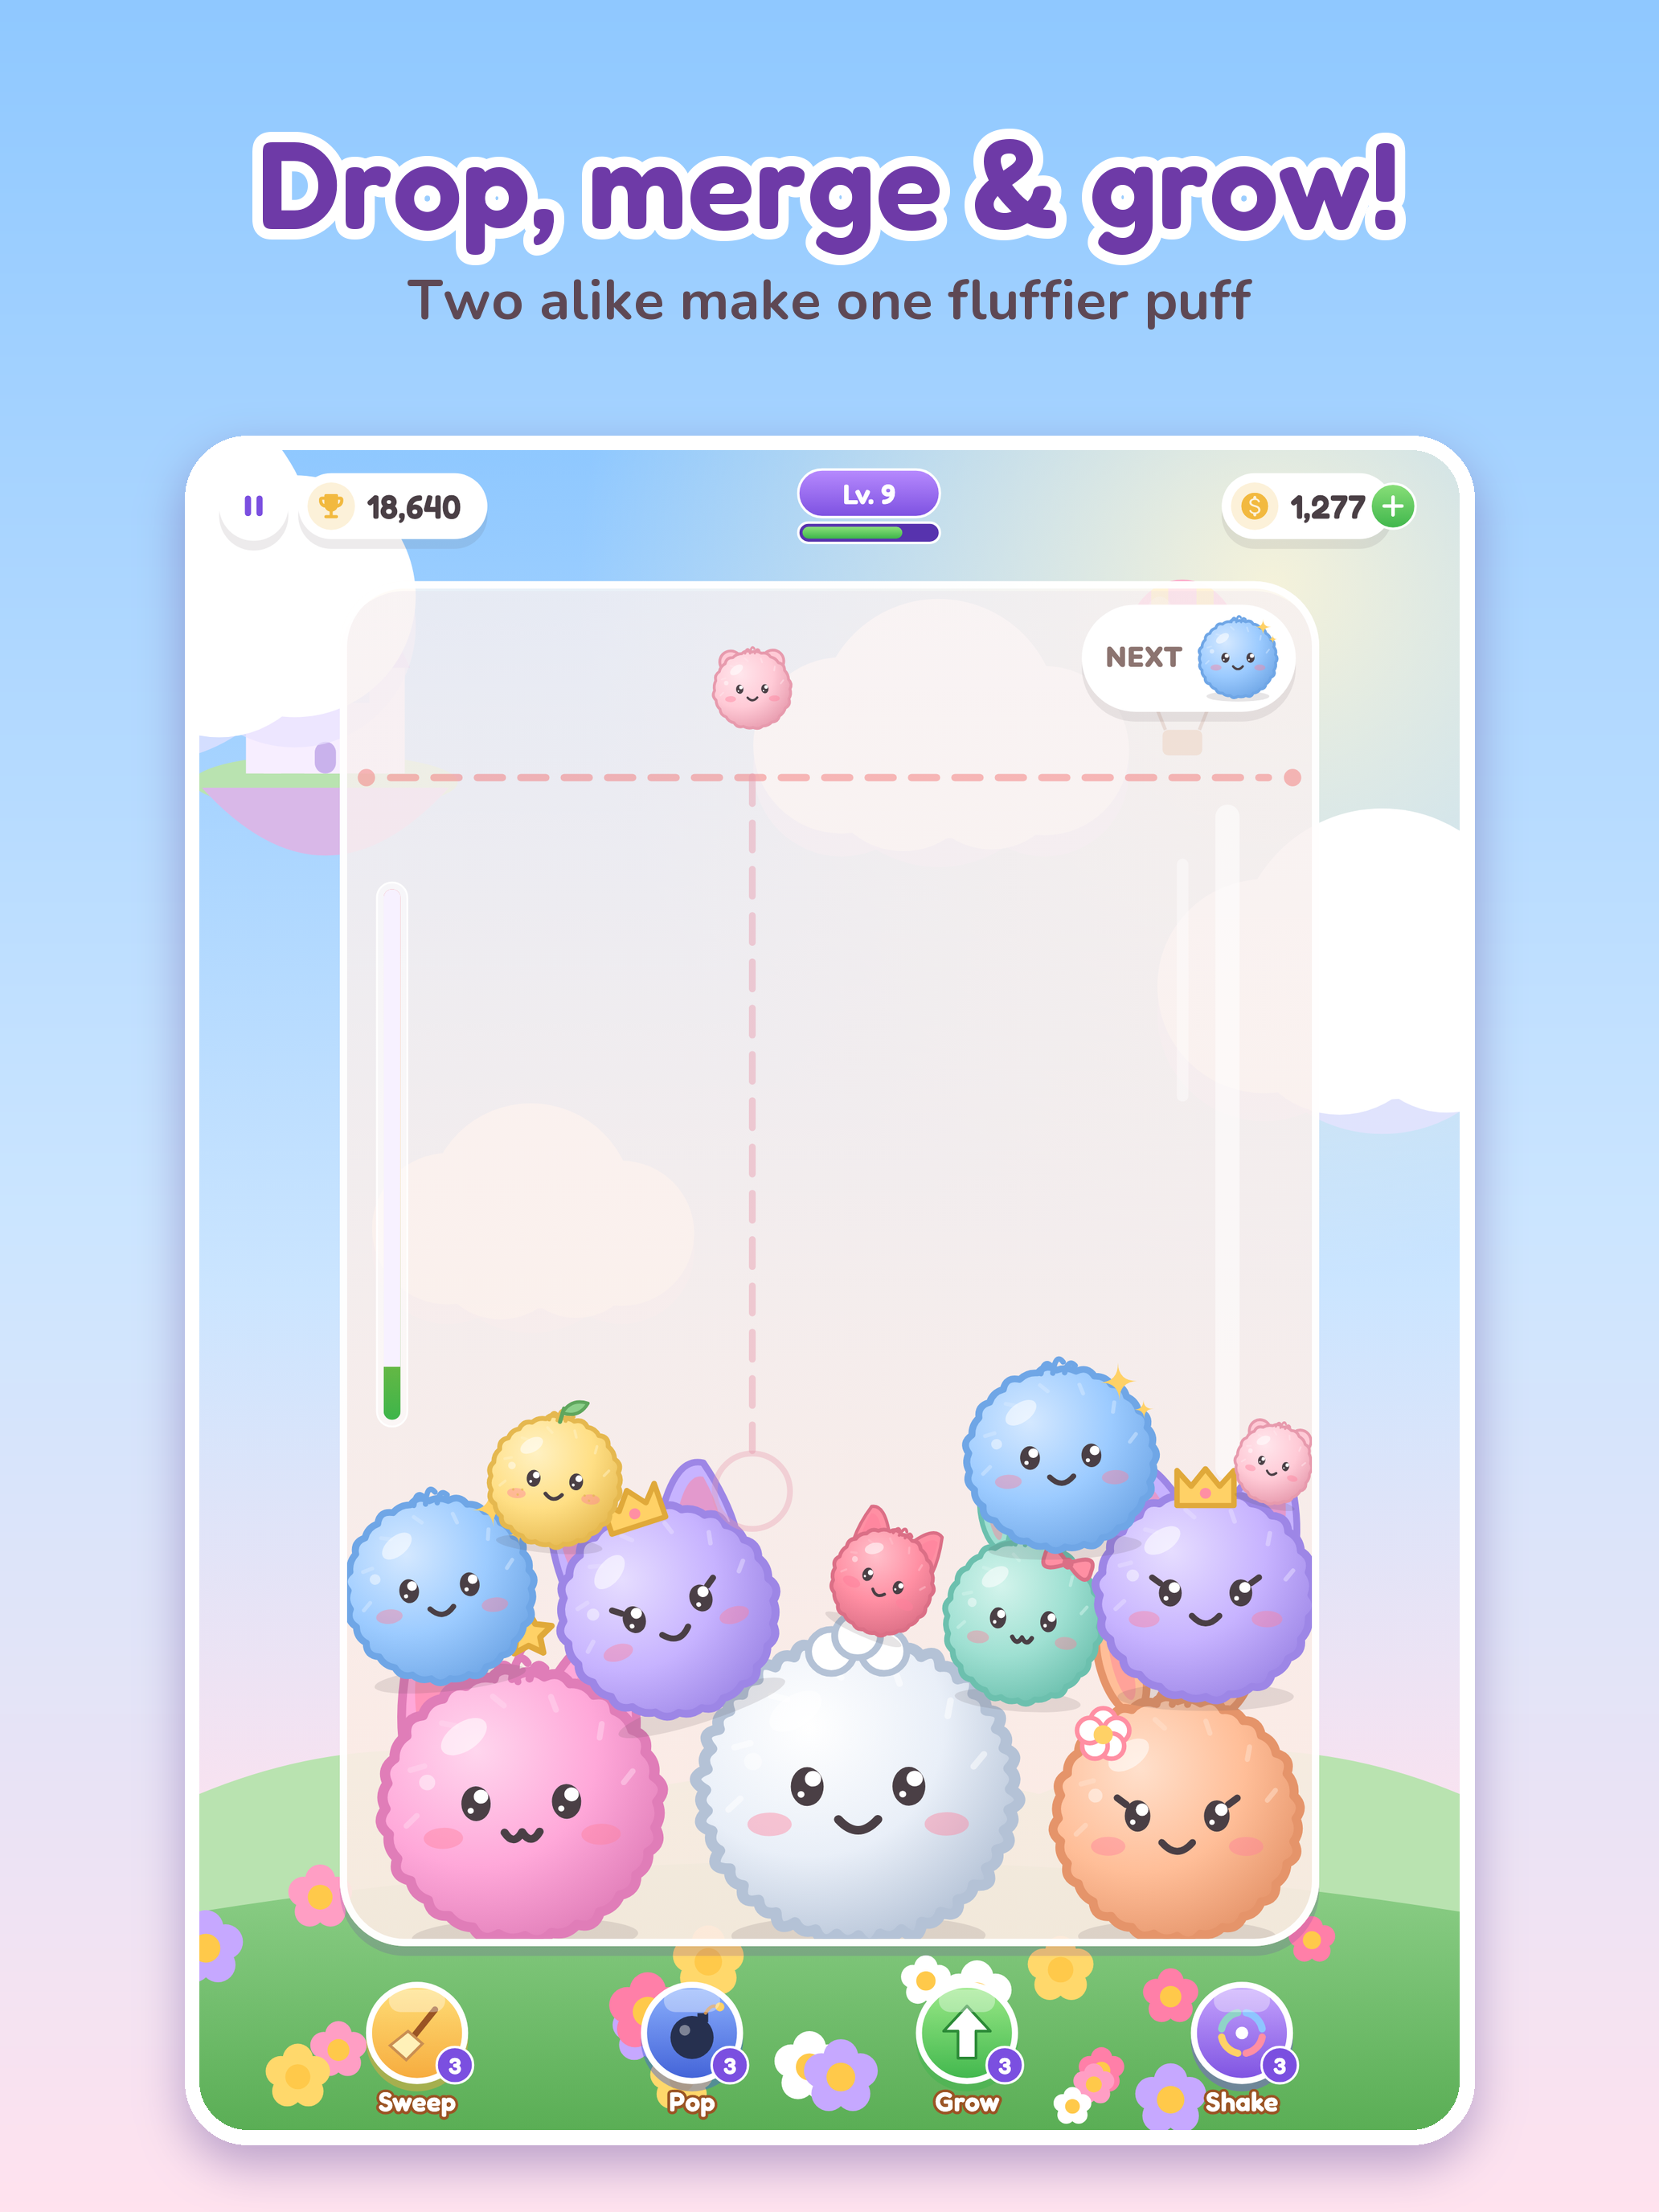 Drop, merge & grow!
Two alike make one fluffier puff
18,640
Lv. 9
1,277
NEXT
3
3
3
3
Sweep
Pop
Grow
Shake